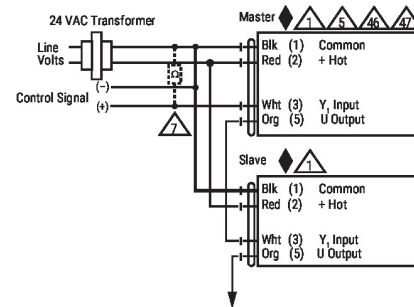 24 VAC Transformer
Line
Volts
Control Signal
(–)
(+)
Ω
7
Master
1
5
46
47
Blk (1) Common
Red (2) + Hot
Wht (3) Y1 Input
Org (5) U Output
Slave
1
Blk (1) Common
Red (2) + Hot
Wht (3) Y1 Input
Org (5) U Output